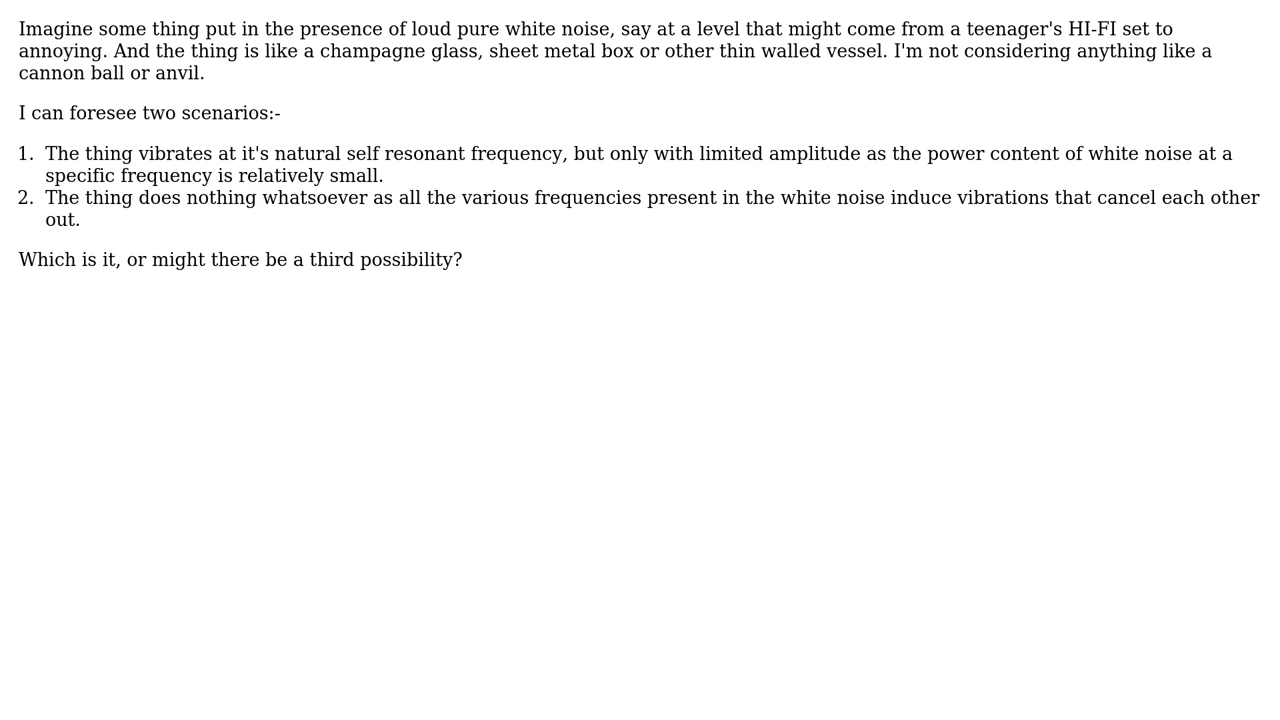 Imagine some thing put in the presence of loud pure white noise, say at a level that might come from a teenager's HI-FI set to
annoying. And the thing is like a champagne glass, sheet metal box or other thin walled vessel. I'm not considering anything like a
cannon ball or anvil.
I can foresee two scenarios:-
1. The thing vibrates at it's natural self resonant frequency, but only with limited amplitude as the power content of white noise at a
specific frequency is relatively small.
2. The thing does nothing whatsoever as all the various frequencies present in the white noise induce vibrations that cancel each other
out.
Which is it, or might there be a third possibility?